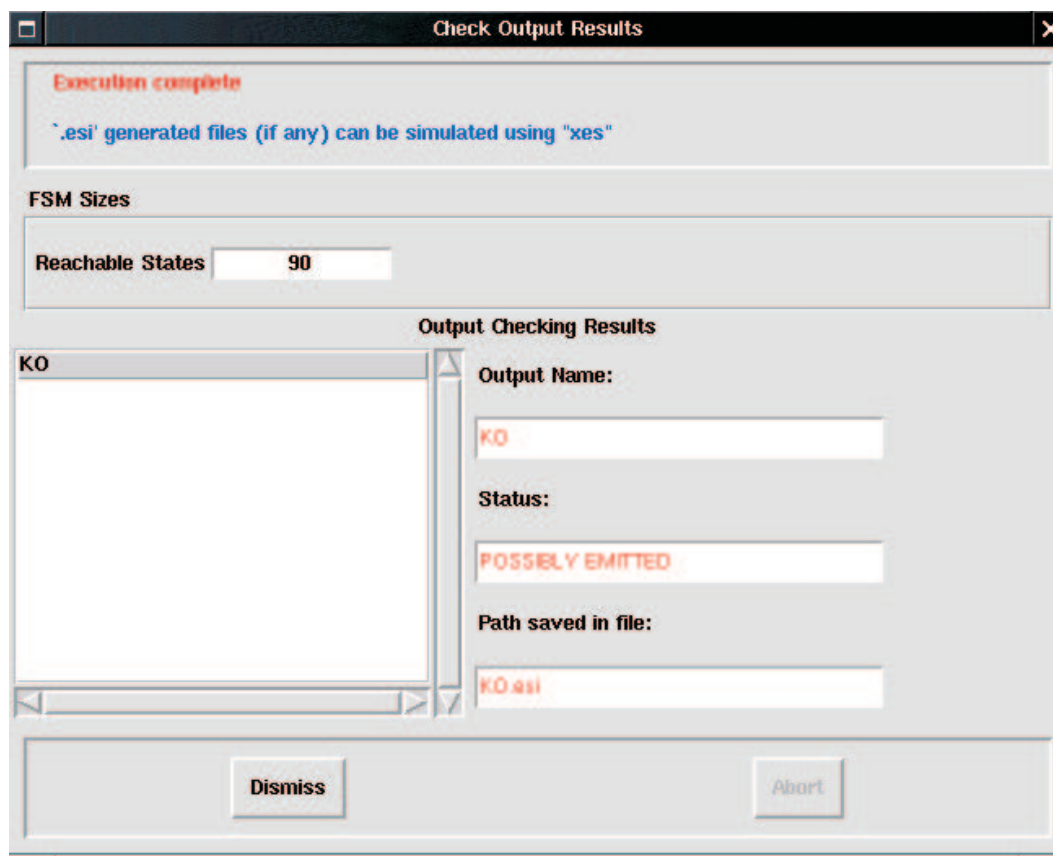 Check Output Results
Execution complete
`.esi' generated files (if any) can be simulated using "xes"
FSM Sizes
Reachable States 90
Output Checking Results
KO
Output Name:
KO
Status:
POSSIBLY EMITTED
Path saved in file:
KO.esi
Dismiss
Abort